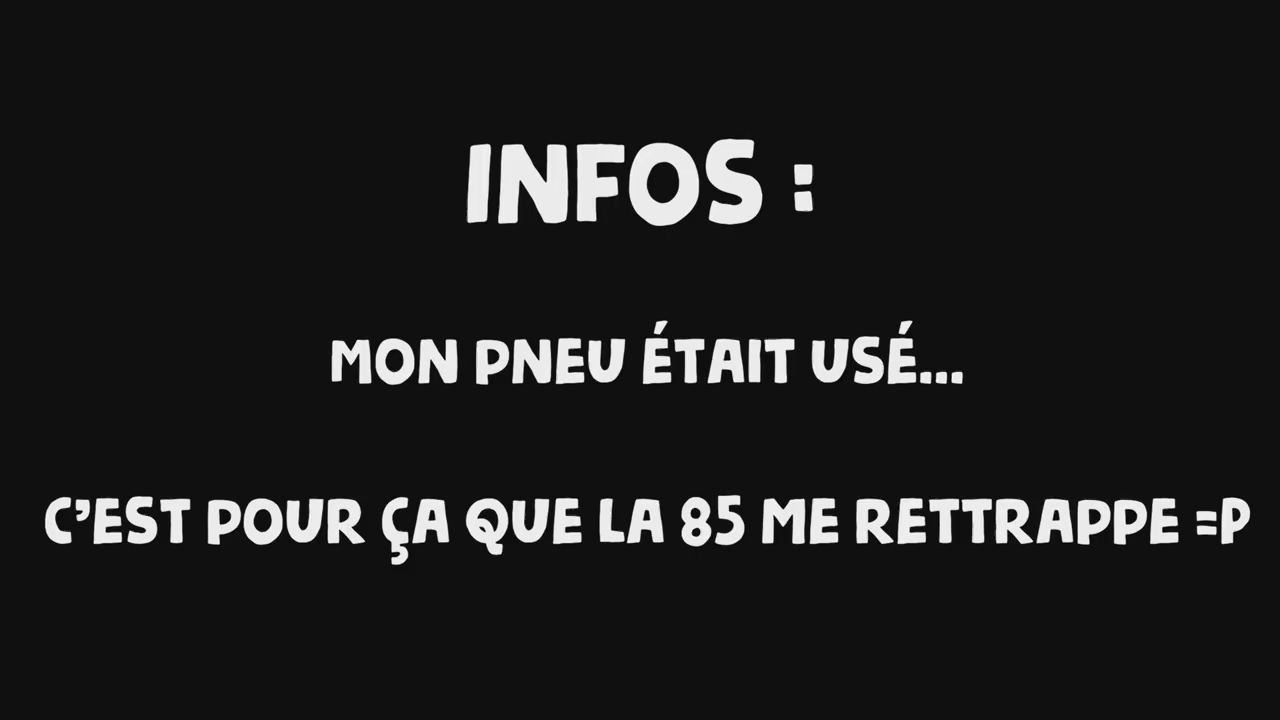 INFOS :
MON PNEU ÉTAIT USÉ...
C'EST POUR ÇA QUE LA 85 ME RETTRAPPE =P